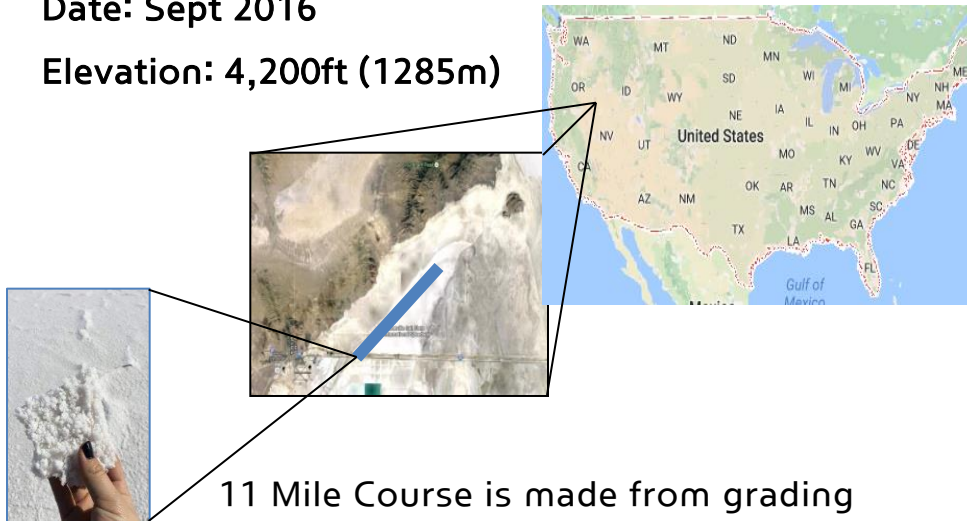 Date: Sept 2016
Elevation: 4,200ft (1285m)
WA
MT
ND
MN
OR
ID
WY
SD
WI
MI
NH
ME
NY
MA
NE
IA
IL
IN
OH
PA
NV
UT
United States
MO
KY
WV
VA
DE
CA
AZ
NM
OK
AR
TN
NC
MS
AL
SC
GA
TX
LA
FL
Gulf of
Mexico
11 Mile Course is made from grading